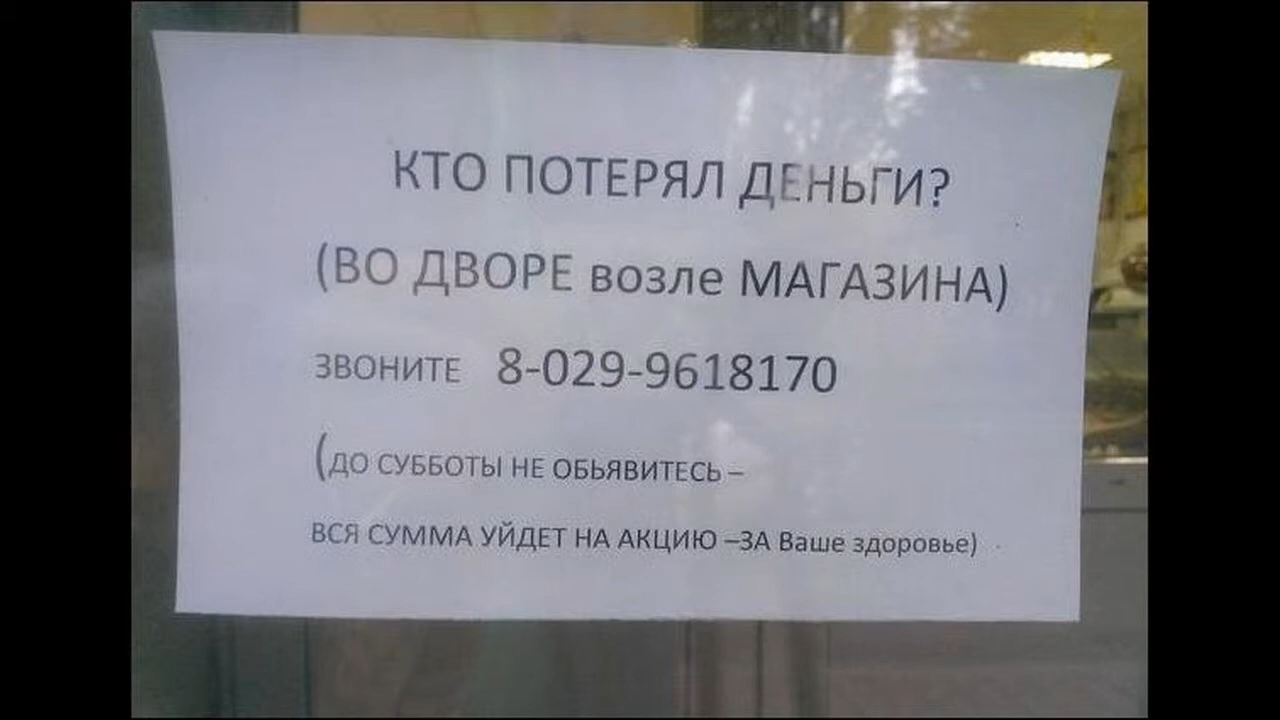 КТО ПОТЕРЯЛ ДЕНЬГИ?
(ВО ДВОРЕ возле МАГАЗИНА)
ЗВОНИТЕ 8-029-9618170
(ДО СУББОТЫ НЕ ОБЬЯВИТЕСЬ –
ВСЯ СУММА УЙДЕТ НА АКЦИЮ –ЗА Ваше здоровье)